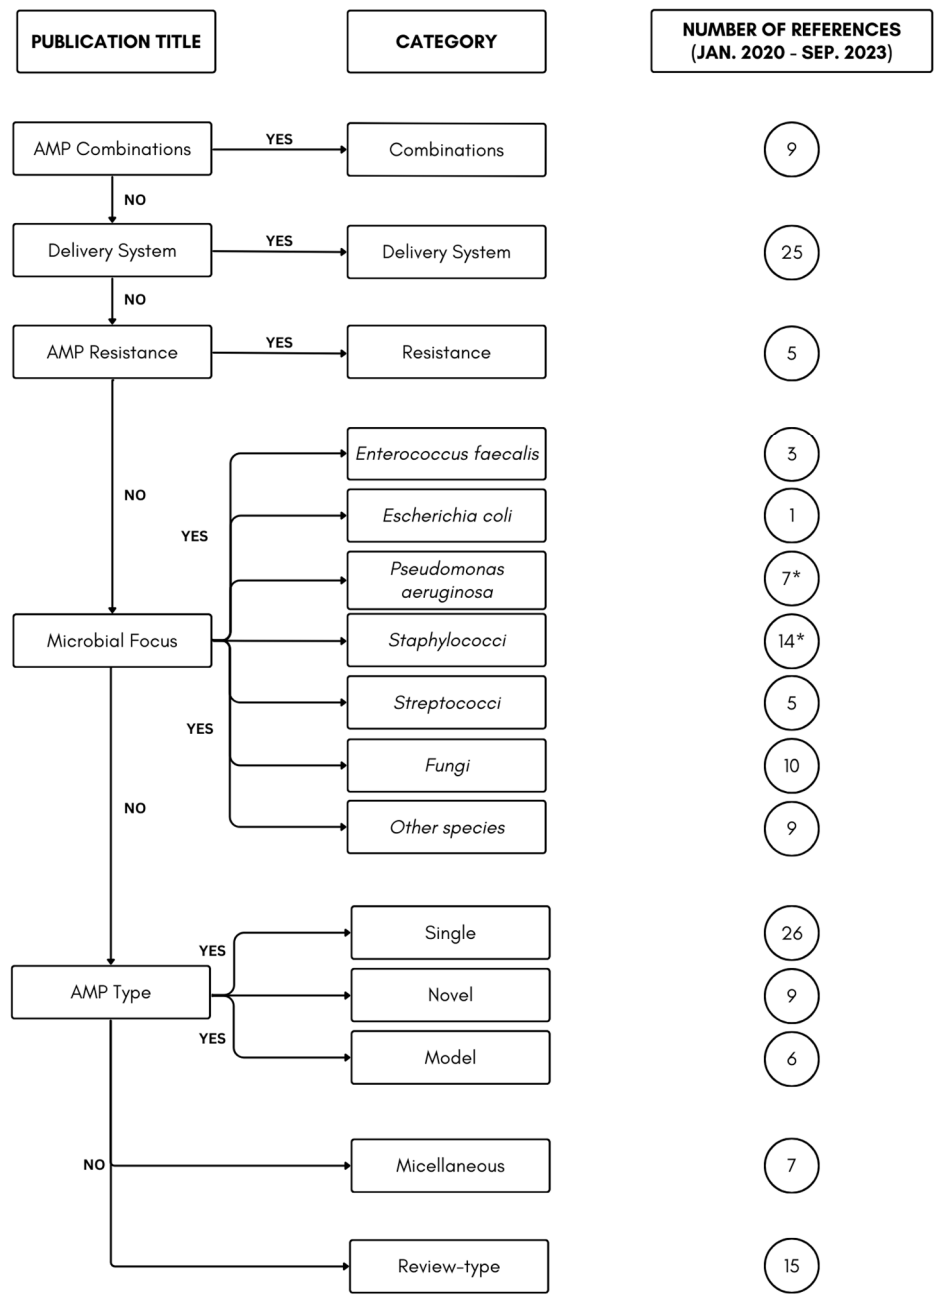 PUBLICATION TITLE
CATEGORY
NUMBER OF REFERENCES
(JAN. 2020 - SEP. 2023)
AMP Combinations
YES
Combinations
9
NO
Delivery System
YES
Delivery System
25
NO
AMP Resistance
YES
Resistance
5
NO
Enterococcus faecalis
3
Escherichia coli
1
YES
Pseudomonas
aeruginosa
7*
Microbial Focus
Staphylococci
14*
Streptococci
5
YES
Fungi
10
NO
Other species
9
Single
26
YES
AMP Type
Novel
9
YES
Model
6
NO
Micellaneous
7
Review-type
15